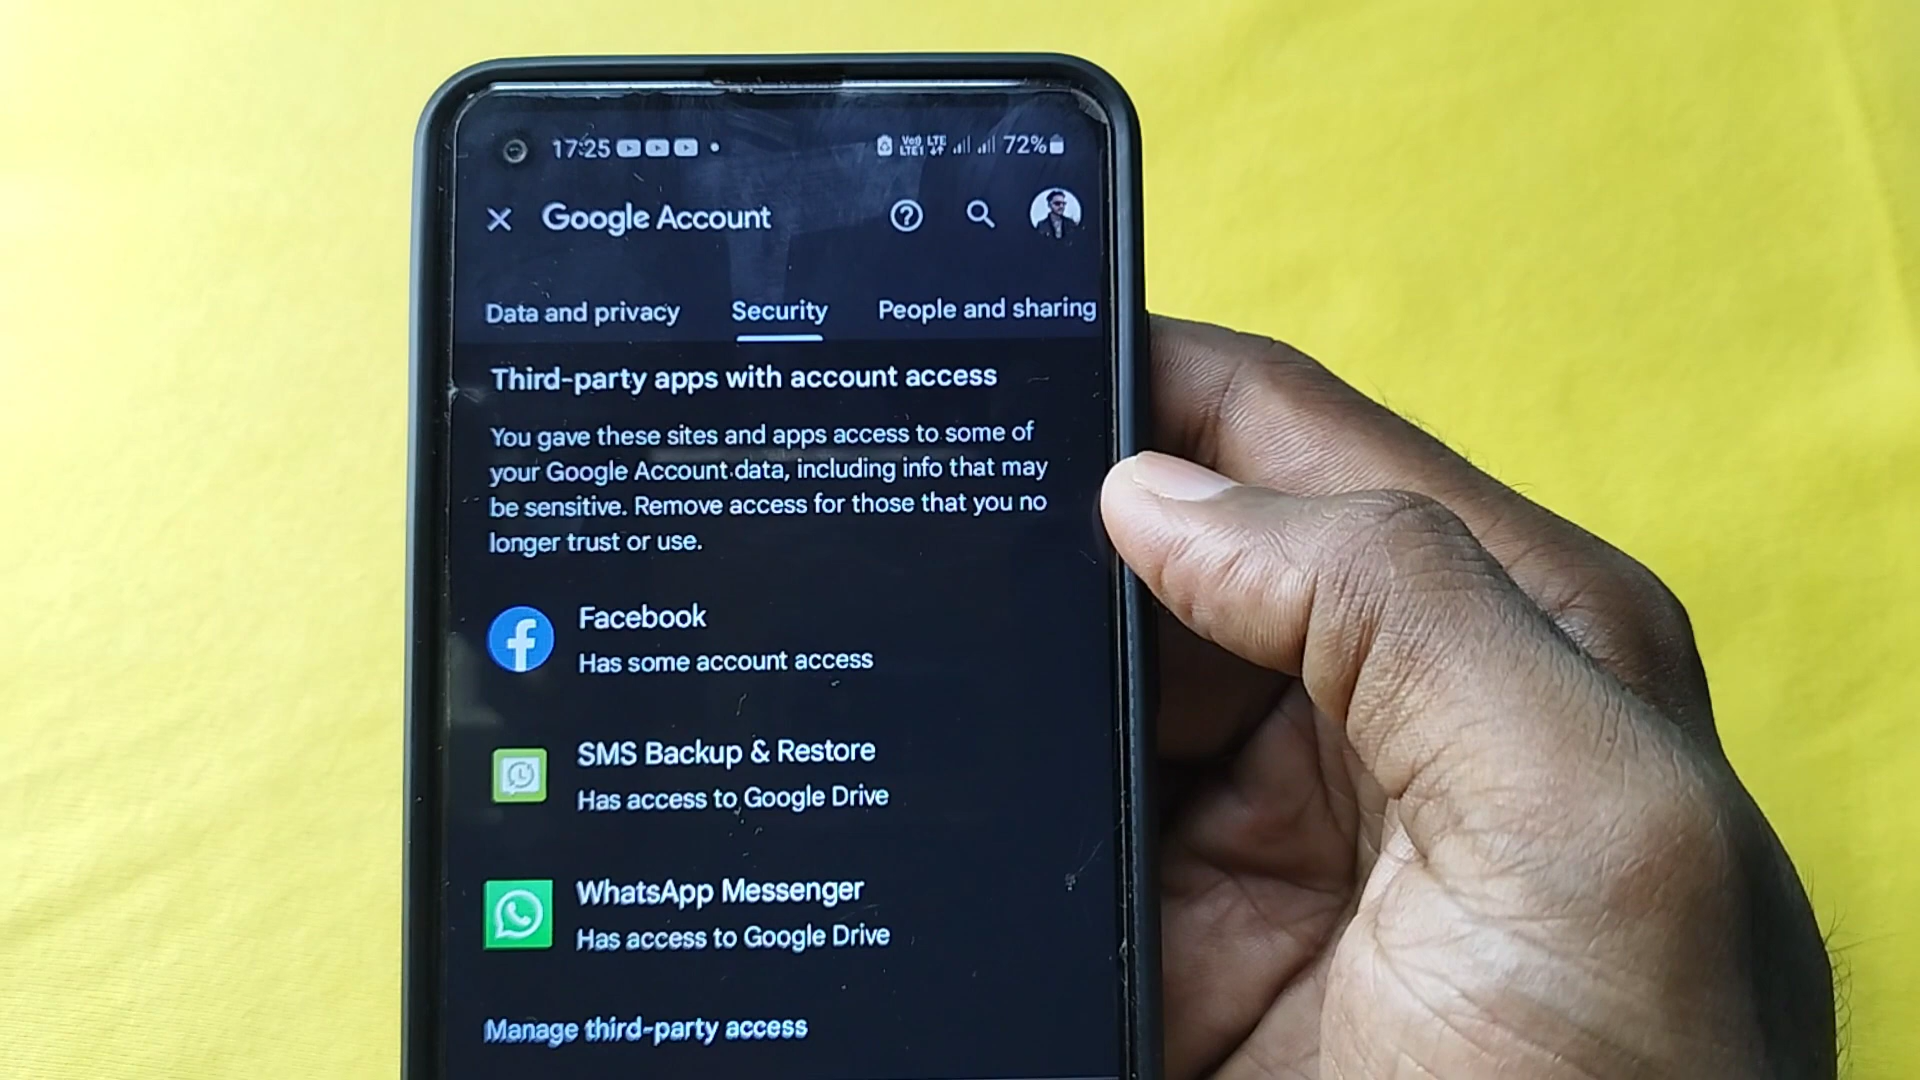 17:25 Vo)) LTE LTE1 72%
Google Account
Data and privacy Security People and sharing
Third-party apps with account access
You gave these sites and apps access to some of
your Google Account data, including info that may
be sensitive. Remove access for those that you no
longer trust or use.
Facebook
Has some account access
SMS Backup & Restore
Has access to Google Drive
WhatsApp Messenger
Has access to Google Drive
Manage third-party access